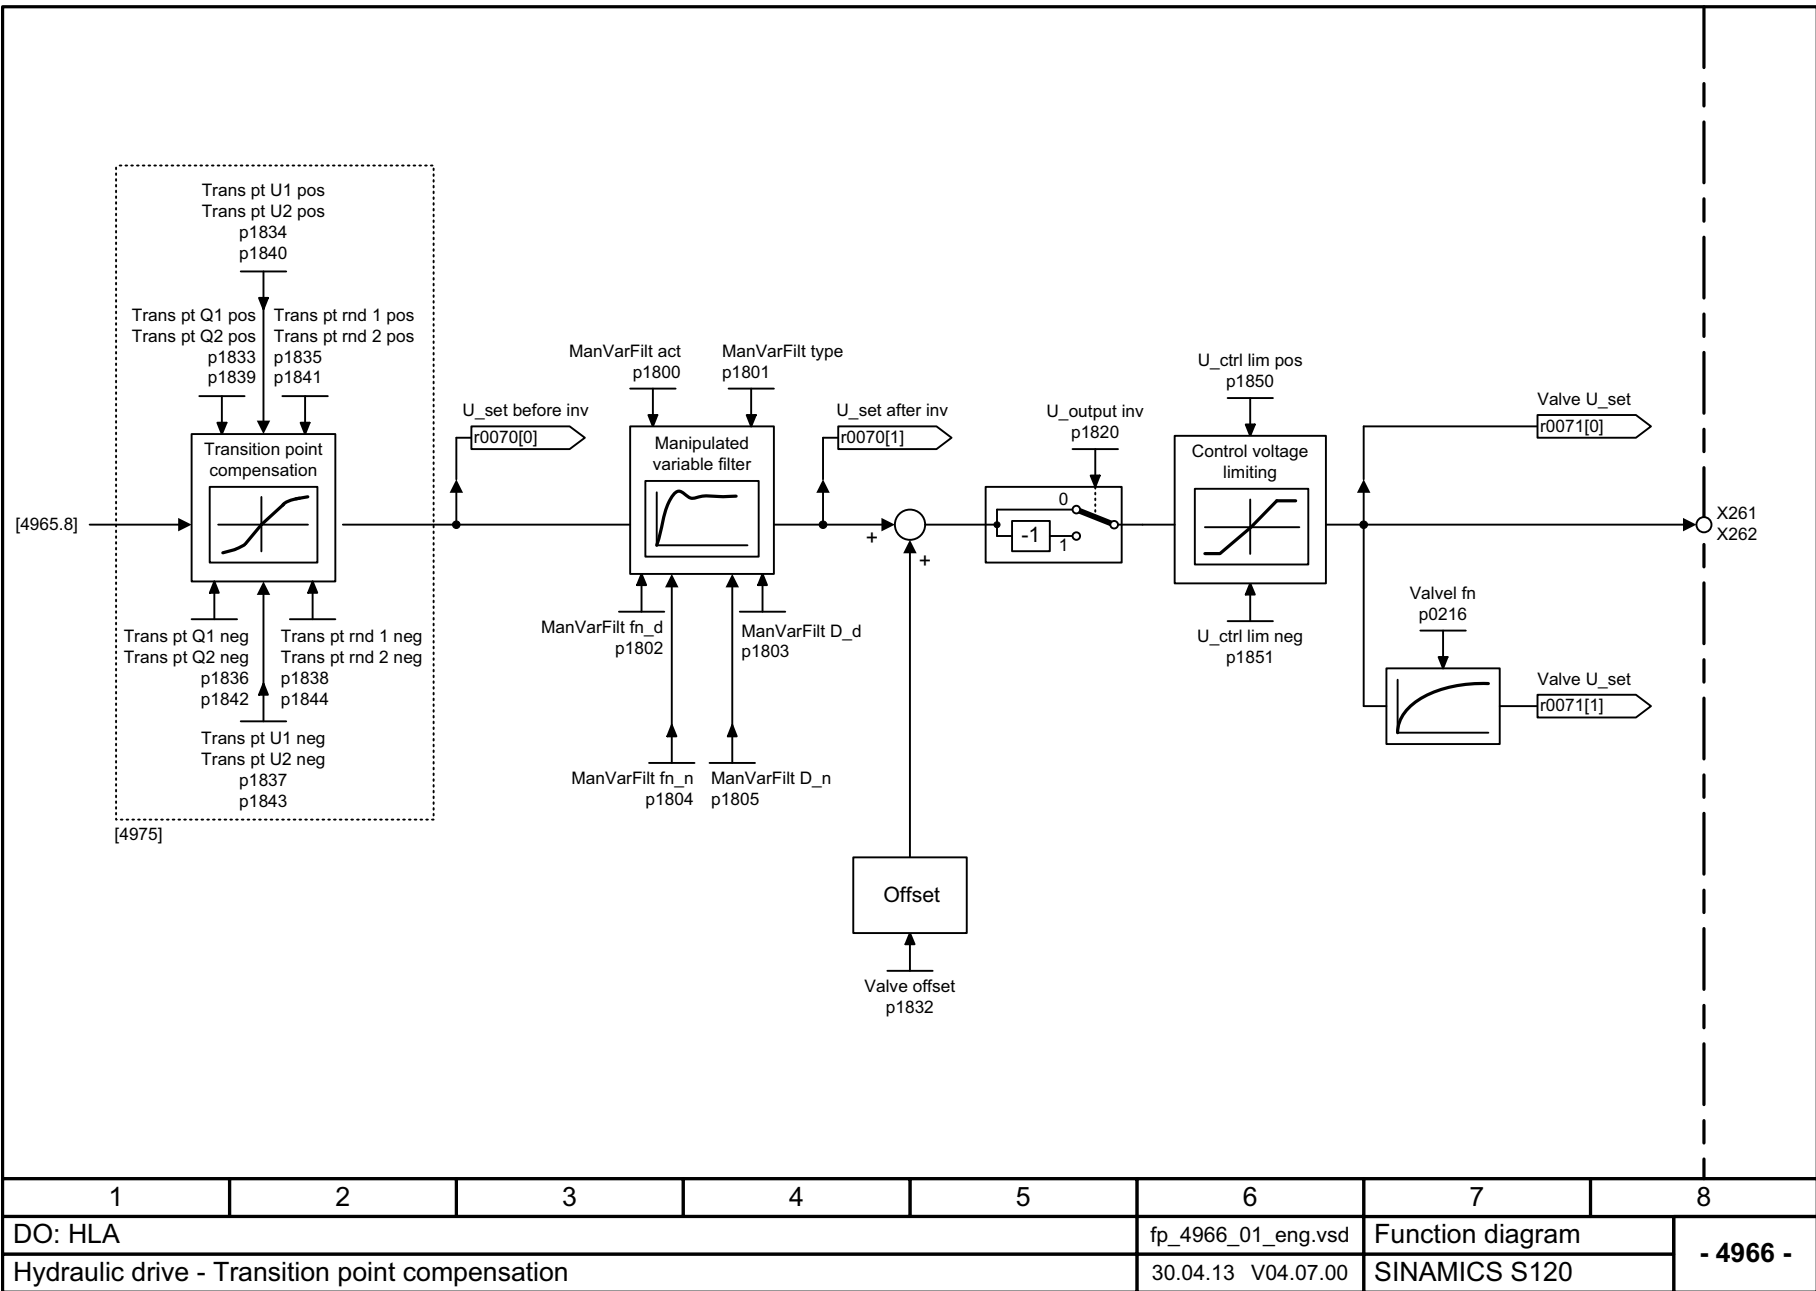 Trans pt U1 pos
Trans pt U2 pos
p1834
p1840
Trans pt Q1 pos
Trans pt Q2 pos
p1833
p1839
Trans pt rnd 1 pos
Trans pt rnd 2 pos
p1835
p1841
Transition point
compensation
[4965.8]
Trans pt Q1 neg
Trans pt Q2 neg
p1836
p1842
Trans pt rnd 1 neg
Trans pt rnd 2 neg
p1838
p1844
Trans pt U1 neg
Trans pt U2 neg
p1837
p1843
[4975]
U_set before inv
r0070[0]
ManVarFilt act
p1800
ManVarFilt type
p1801
Manipulated
variable filter
ManVarFilt fn_d
p1802
ManVarFilt D_d
p1803
ManVarFilt fn_n
p1804
ManVarFilt D_n
p1805
U_set after inv
r0070[1]
+
+
Offset
Valve offset
p1832
U_output inv
p1820
0
-1
1
U_ctrl lim pos
p1850
Control voltage
limiting
U_ctrl lim neg
p1851
Valve U_set
r0071[0]
X261
X262
Valvel fn
p0216
Valve U_set
r0071[1]
1 2 3 4 5 6 7 8
DO: HLA
fp_4966_01_eng.vsd
Function diagram
- 4966 -
Hydraulic drive - Transition point compensation
30.04.13 V04.07.00
SINAMICS S120